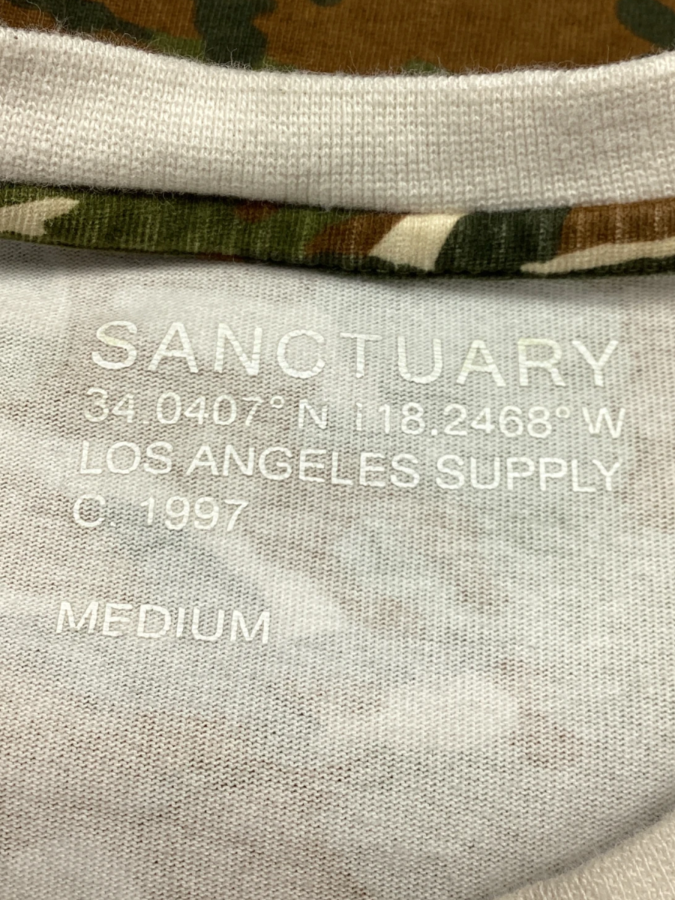 SANCTUARY
34.0407° N 118.2468° W
LOS ANGELES SUPPLY
C. 1997
MEDIUM